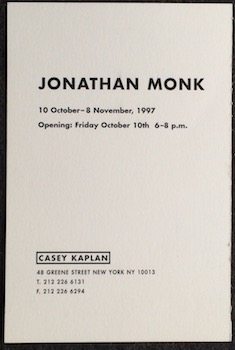 JONATHAN MONK
10 October–8 November, 1997
Opening: Friday October 10th 6–8 p.m.
CASEY KAPLAN
48 GREENE STREET NEW YORK NY 10013
T. 212 226 6131
F. 212 226 6294